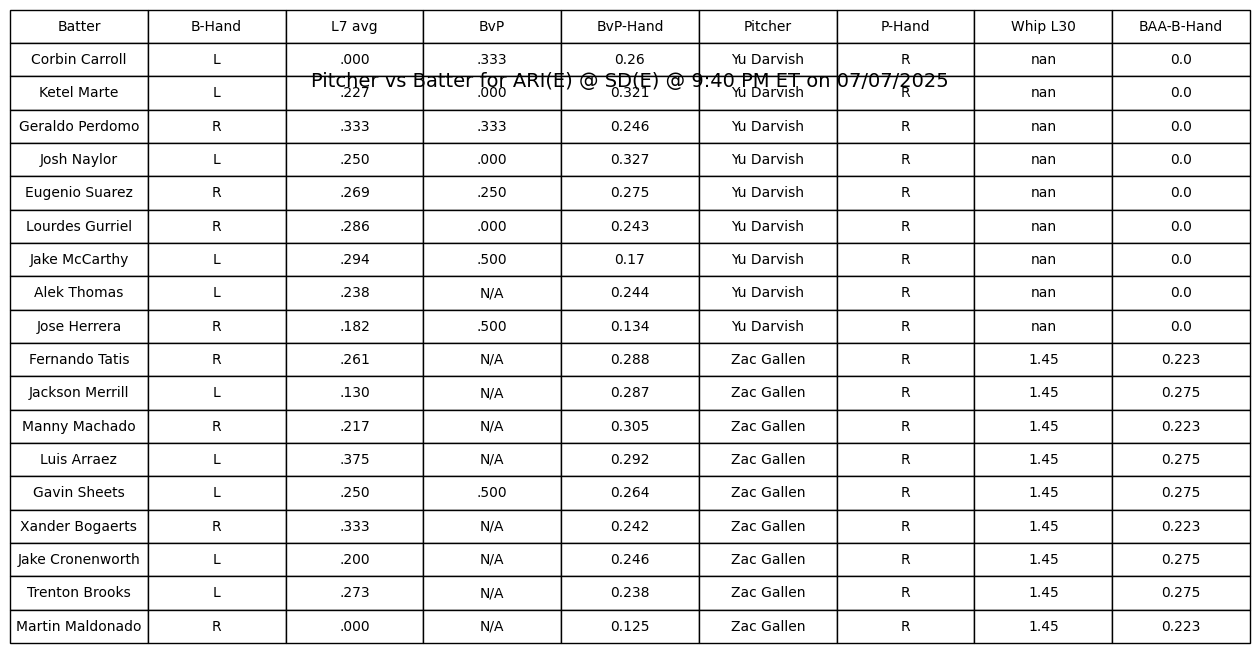 Batter B-Hand L7 avg BvP BvP-Hand Pitcher P-Hand Whip L30 BAA-B-Hand
Corbin Carroll L .000 .333 0.26 Yu Darvish R nan 0.0
Pitcher vs Batter for ARI(E) @ SD(E) @ 9:40 PM ET on 07/07/2025
Ketel Marte L .227 .000 0.321 Yu Darvish R nan 0.0
Geraldo Perdomo R .333 .333 0.246 Yu Darvish R nan 0.0
Josh Naylor L .250 .000 0.327 Yu Darvish R nan 0.0
Eugenio Suarez R .269 .250 0.275 Yu Darvish R nan 0.0
Lourdes Gurriel R .286 .000 0.243 Yu Darvish R nan 0.0
Jake McCarthy L .294 .500 0.17 Yu Darvish R nan 0.0
Alek Thomas L .238 N/A 0.244 Yu Darvish R nan 0.0
Jose Herrera R .182 .500 0.134 Yu Darvish R nan 0.0
Fernando Tatis R .261 N/A 0.288 Zac Gallen R 1.45 0.223
Jackson Merrill L .130 N/A 0.287 Zac Gallen R 1.45 0.275
Manny Machado R .217 N/A 0.305 Zac Gallen R 1.45 0.223
Luis Arraez L .375 N/A 0.292 Zac Gallen R 1.45 0.275
Gavin Sheets L .250 .500 0.264 Zac Gallen R 1.45 0.275
Xander Bogaerts R .333 N/A 0.242 Zac Gallen R 1.45 0.223
Jake Cronenworth L .200 N/A 0.246 Zac Gallen R 1.45 0.275
Trenton Brooks L .273 N/A 0.238 Zac Gallen R 1.45 0.275
Martin Maldonado R .000 N/A 0.125 Zac Gallen R 1.45 0.223